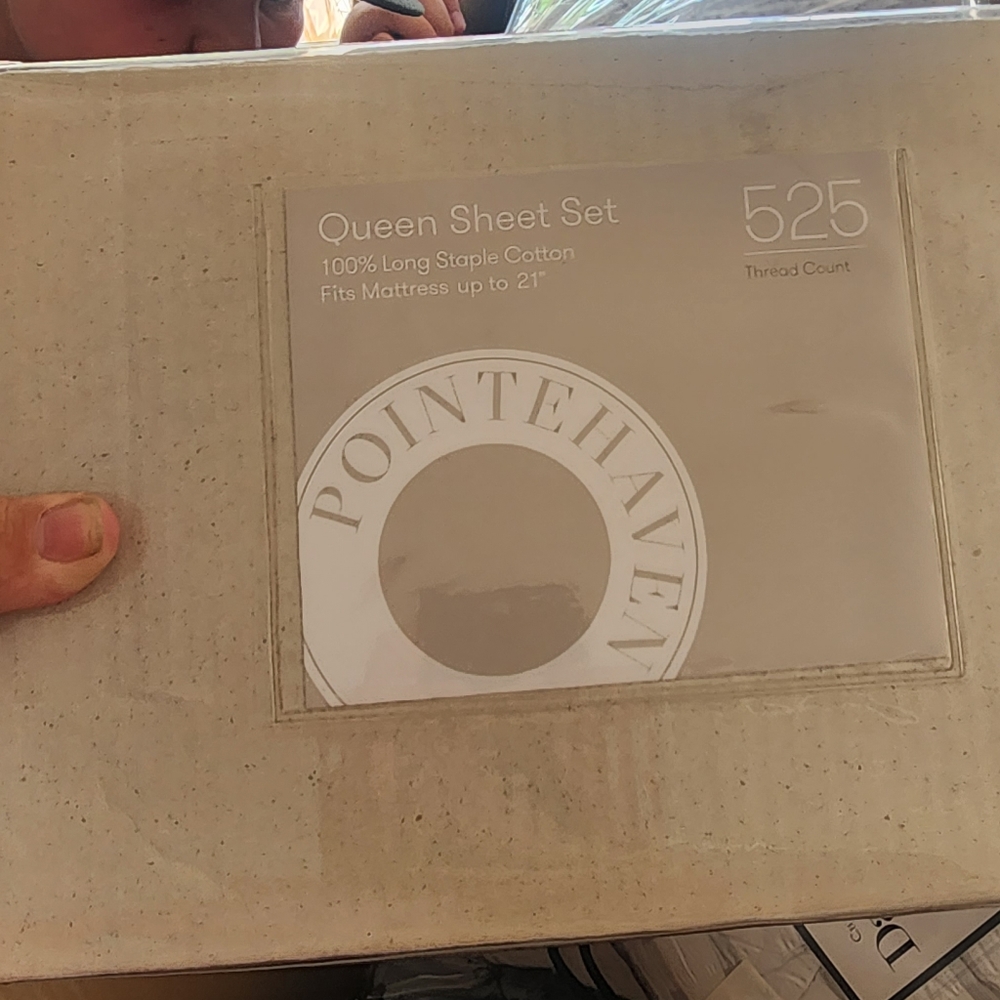 Queen Sheet Set
100% Long Staple Cotton
Fits Mattress up to 21"
525
Thread Count
POINTEHAVEN